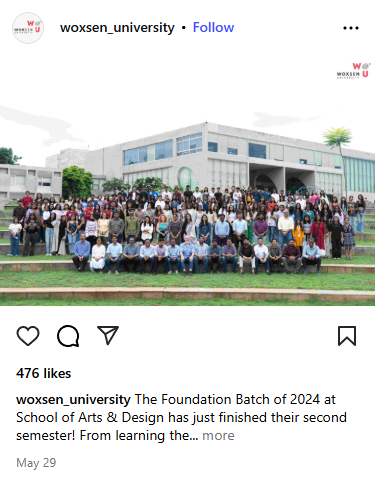 woxsen_university • Follow
W U
WOXSEN
UNIVERSITY
476 likes
woxsen_university The Foundation Batch of 2024 at
School of Arts & Design has just finished their second
semester! From learning the... more
May 29